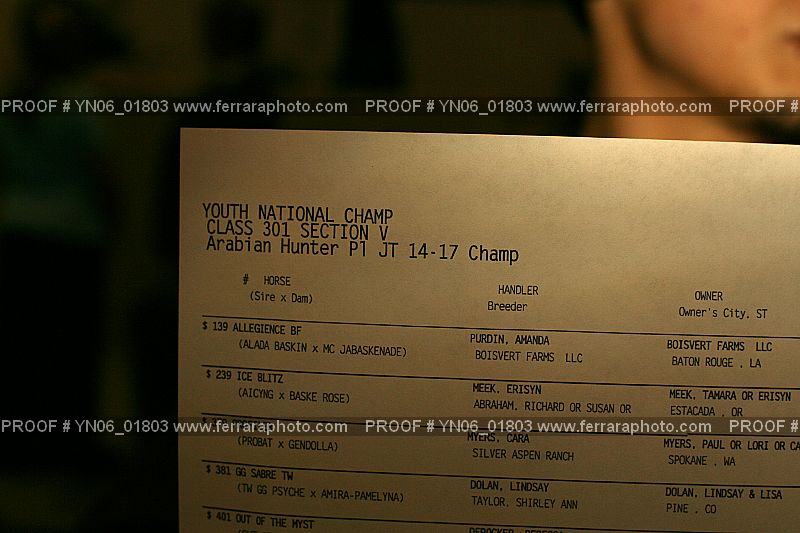 PROOF # YN06_01803 www.ferraraphoto.com PROOF # YN06_01803 www.ferraraphoto.com
YOUTH NATIONAL CHAMP
CLASS 301 SECTION V
Arabian Hunter P1 JT 14-17 Champ
# HORSE HANDLER OWNER
(Sire x Dam) Breeder Owner's City, ST
$ 139 ALLEGIENCE BF PURDIN, AMANDA BOISVERT FARMS LLC
(ALADA BASKIN x MC JABASKENADE) BOISVERT FARMS LLC BATON ROUGE , LA
$ 239 ICE BLITZ MEEK, ERISYN MEEK, TAMARA OR ERISYN
(AICYNG x BASKE ROSE) ABRAHAM, RICHARD OR SUSAN OR ESTACADA , OR
PROOF # YN06_01803 www.ferraraphoto.com PROOF # YN06_01803 www.ferraraphoto.com
MYERS, CARA MYERS, PAUL OR LORI OR CA
(PROBAT x GENDOLLA) SILVER ASPEN RANCH SPOKANE , WA
$ 381 GG SABRE TW DOLAN, LINDSAY DOLAN, LINDSAY & LISA
(TW GG PSYCHE x AMIRA-PAMELYNA) TAYLOR, SHIRLEY ANN PINE , CO
$ 401 OUT OF THE MYST